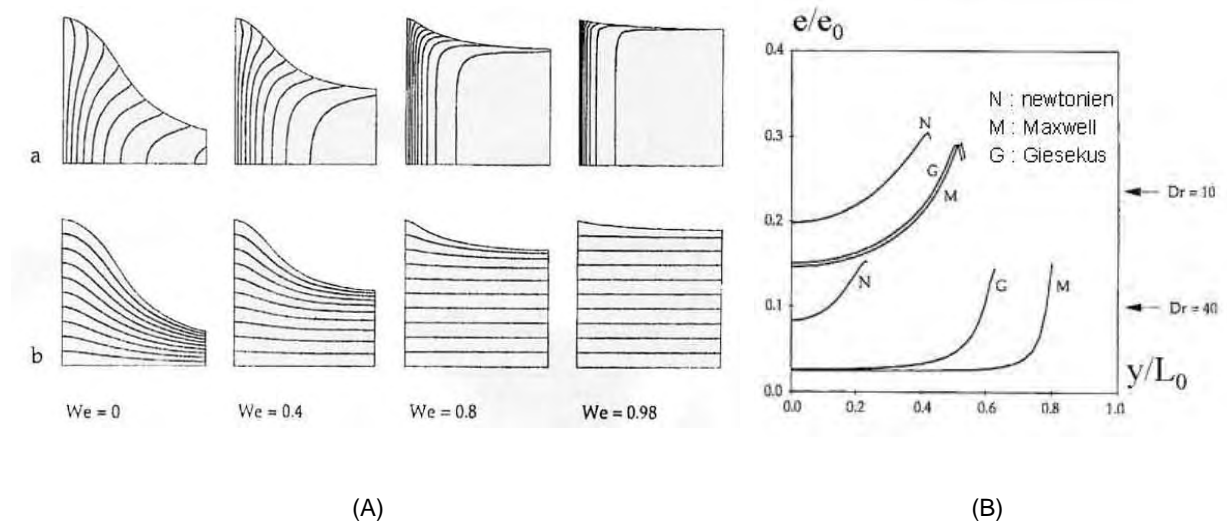 a
b
We = 0
We = 0.4
We = 0.8
We = 0.98
(A)
e/e0
0.4
0.3
0.2
0.1
0.0
N : newtonien
M : Maxwell
G : Giesekus
N
G
M
N
G
M
Dr = 10
Dr = 40
y/L0
0.0
0.2
0.4
0.6
0.8
1.0
(B)